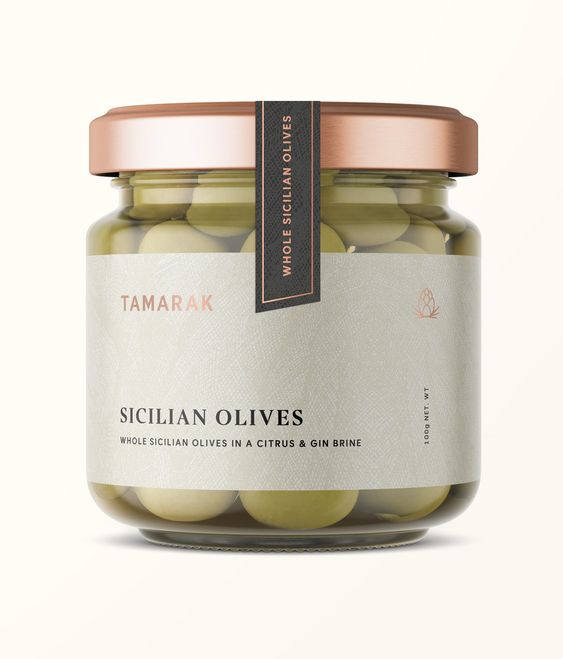 WHOLE SICILIAN OLIVES
TAMARAK
SICILIAN OLIVES
WHOLE SICILIAN OLIVES IN A CITRUS & GIN BRINE
100g NET. WT